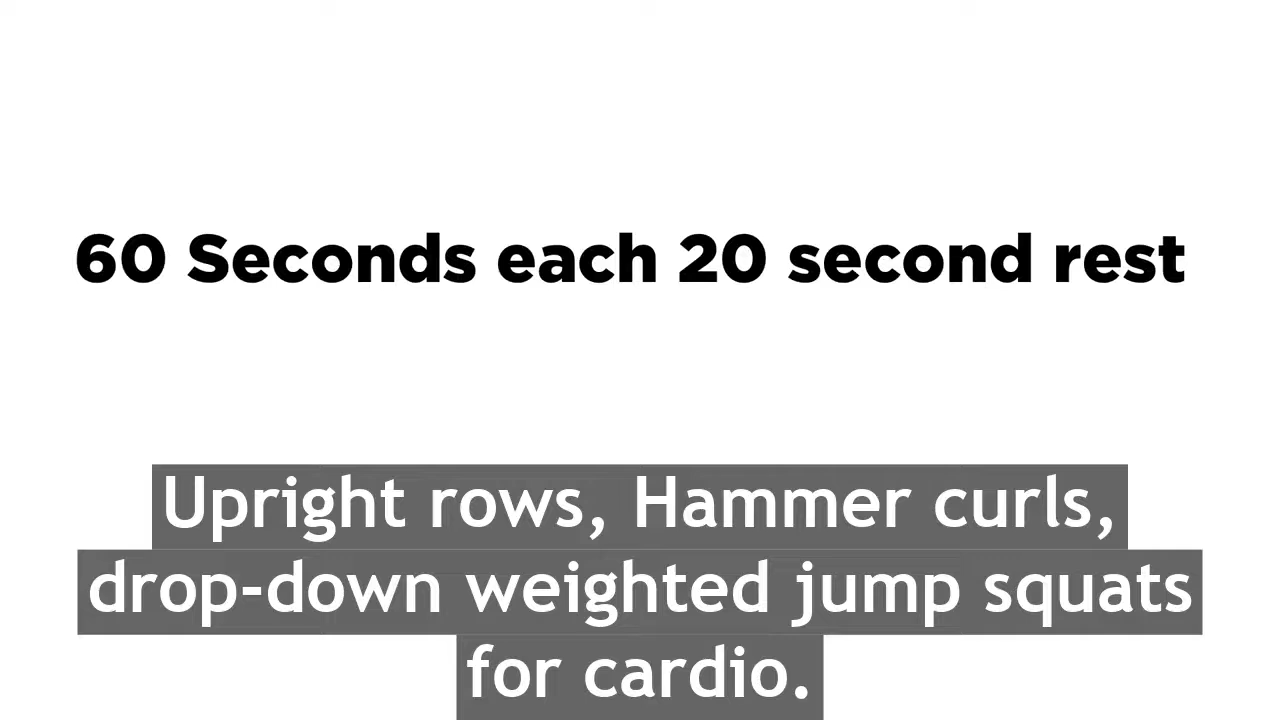 60 Seconds each 20 second rest
Upright rows, Hammer curls,
drop-down weighted jump squats
for cardio.